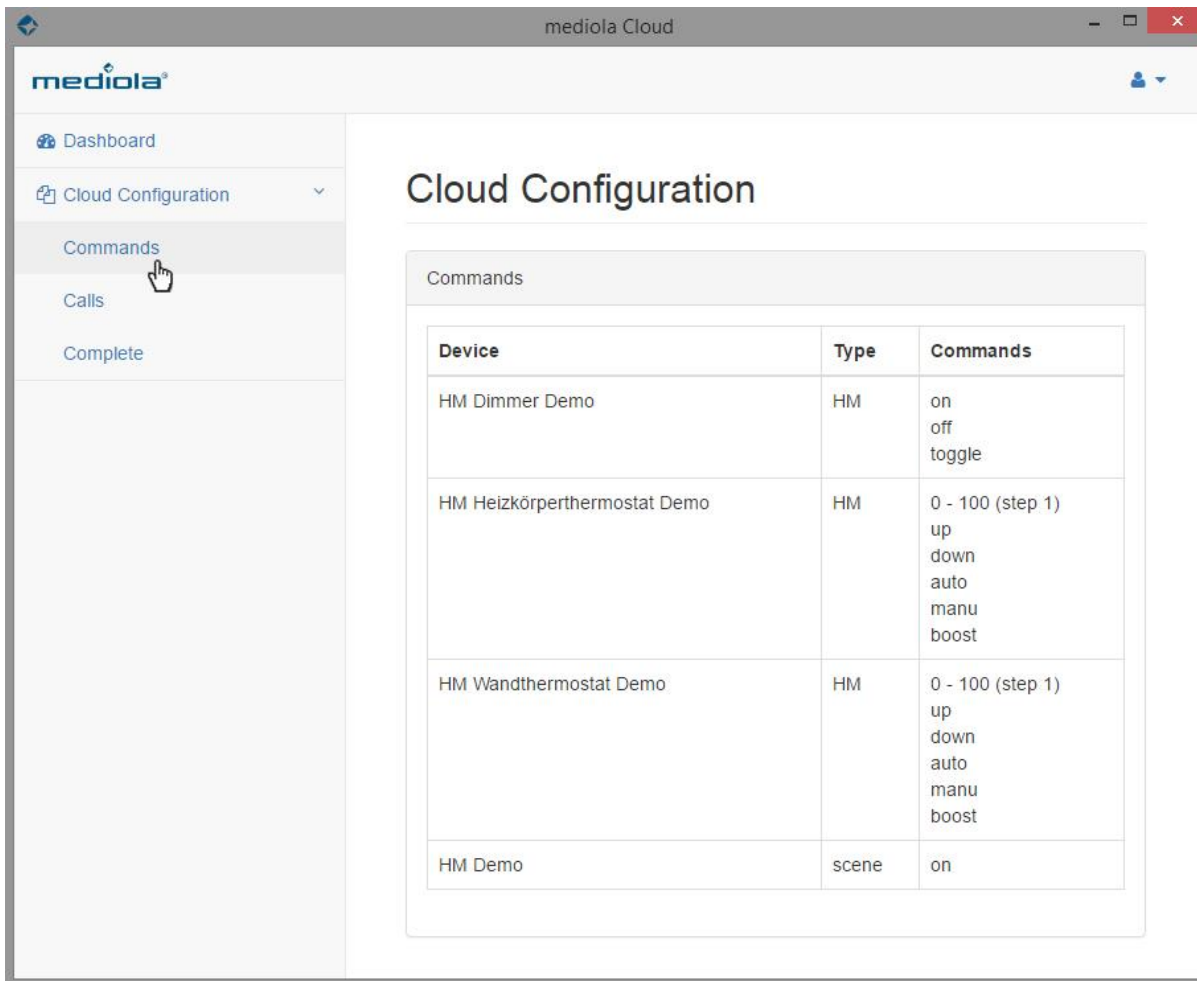 mediola Cloud
mediola®
Dashboard
Cloud Configuration
Commands
Calls
Complete
Cloud Configuration
Commands
Device Type Commands
HM Dimmer Demo HM on
off
toggle
HM Heizkörperthermostat Demo HM 0 - 100 (step 1)
up
down
auto
manu
boost
HM Wandthermostat Demo HM 0 - 100 (step 1)
up
down
auto
manu
boost
HM Demo scene on